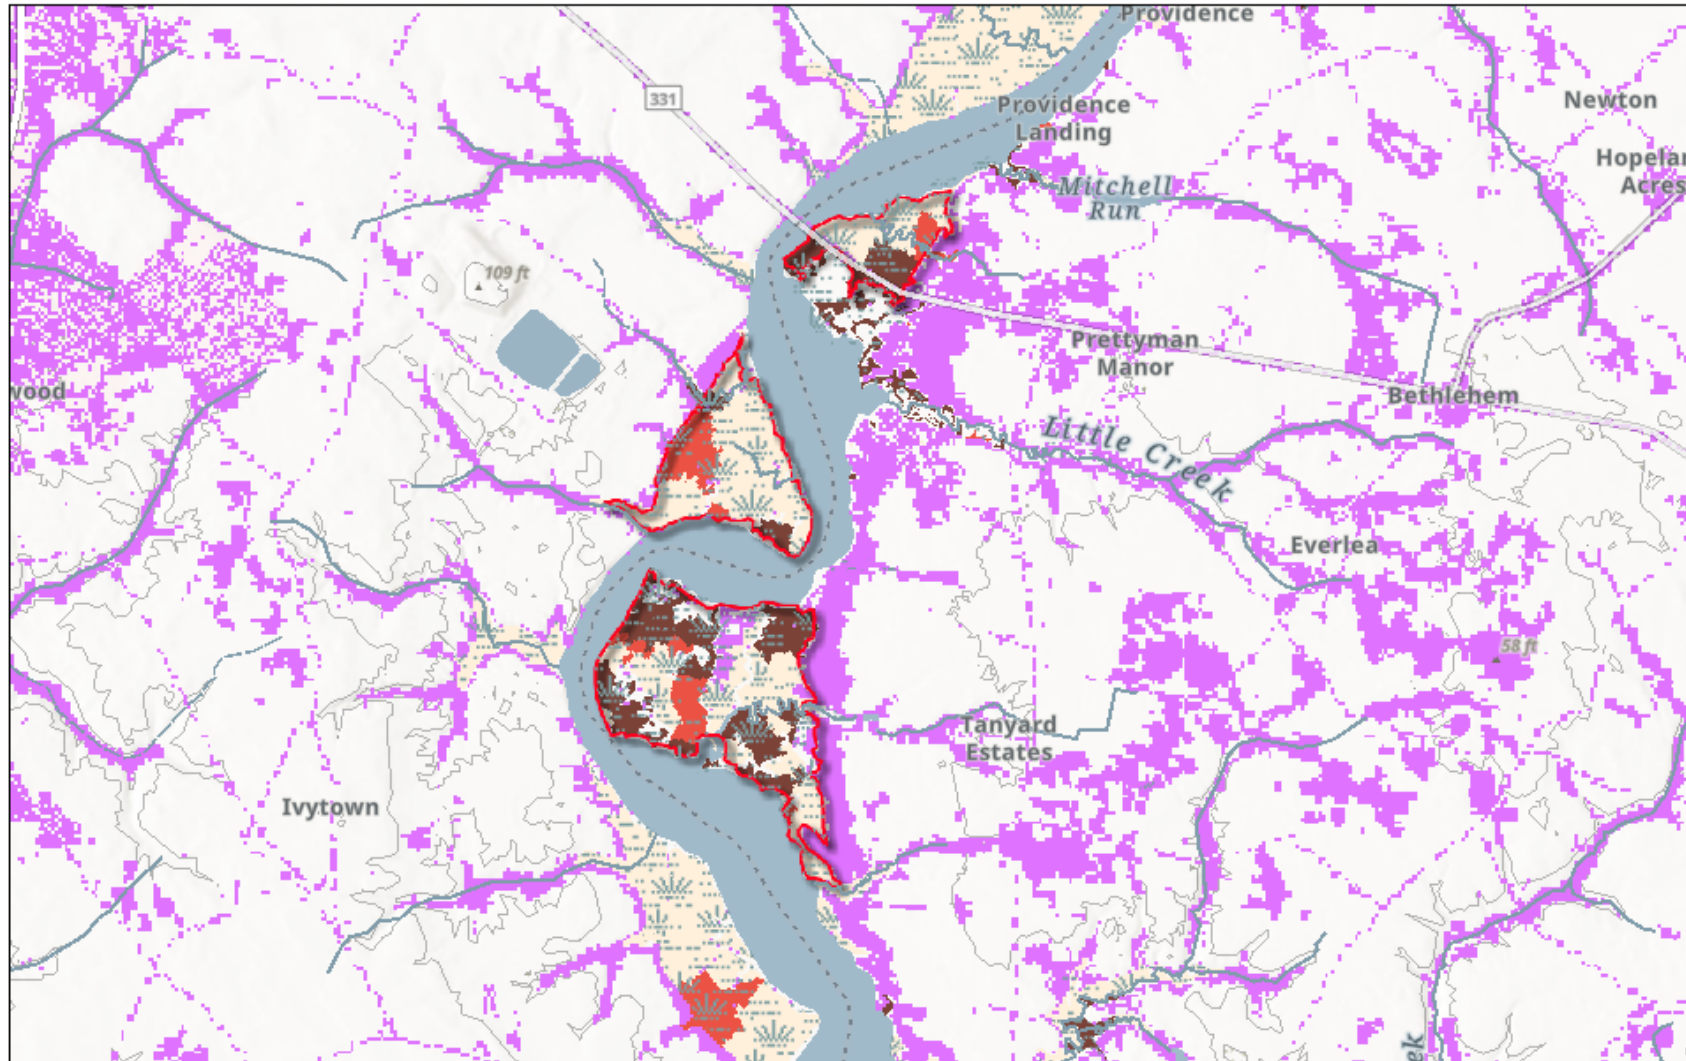 Providence
331
Providence
Landing
Newton
Hopelan
Acres
Mitchell
Run
109 ft
Prettyman
Manor
wood
Bethlehem
Little Creek
Everlea
58 ft
Tanyard
Estates
Ivytown
ek